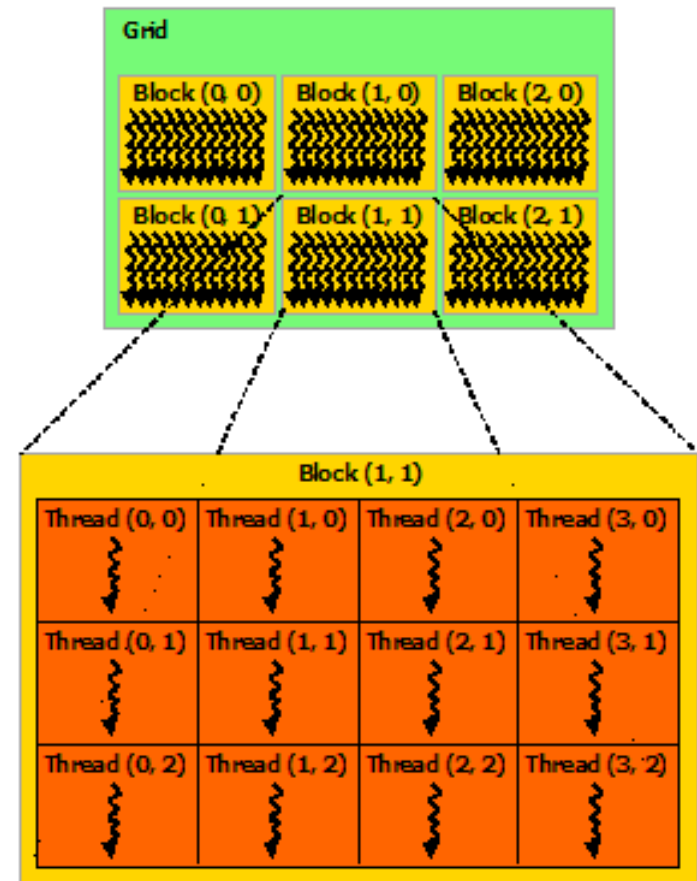 Grid
Block (0, 0) Block (1, 0) Block (2, 0)
Block (0, 1) Block (1, 1) Block (2, 1)
Block (1, 1)
Thread (0, 0) Thread (1, 0) Thread (2, 0) Thread (3, 0)
Thread (0, 1) Thread (1, 1) Thread (2, 1) Thread (3, 1)
Thread (0, 2) Thread (1, 2) Thread (2, 2) Thread (3, 2)